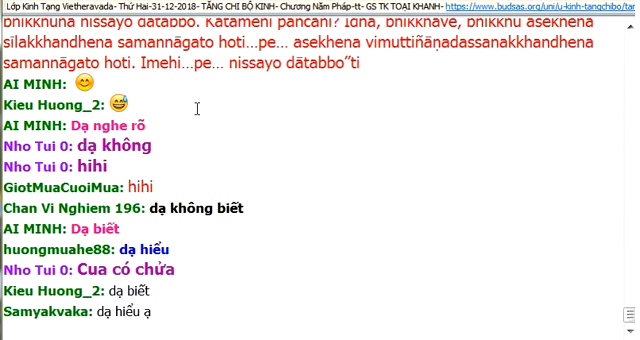 Lớp Kinh Tạng Vietheravada- Thứ Hai-31-12-2018- TĂNG CHI BỘ KINH- Chương Năm Pháp-tt- GS TK TOẠI KHANH- https://www.budsas.org/uni/u-kinh-tangchibo/tar
bhikkhunā nissayo dātabbo. Katamehi pañcahi? Idha, bhikkhave, bhikkhu asekhena
sīlakkhandhena samannāgato hoti…pe… asekhena vimuttiñāṇadassanakkhandhena
samannāgato hoti. Imehi…pe… nissayo dātabbo”ti
AI MINH: 😊
Kieu Huong_2: 😅
AI MINH: Dạ nghe rõ
Nho Tui 0: dạ không
Nho Tui 0: hihi
GiotMuaCuoiMua: hihi
Chan Vi Nghiem 196: dạ không biết
AI MINH: Dạ biết
huongmuahe88: dạ hiểu
Nho Tui 0: Cua có chửa
Kieu Huong_2: dạ biết
Samyakvaka: dạ hiểu ạ